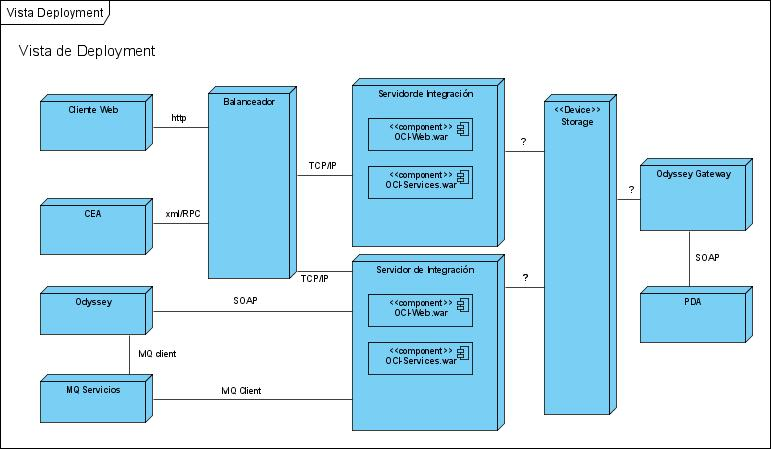 Vista Deployment
Vista de Deployment
Cliente Web
http
CEA
xml/RPC
Balanceador
TCP/IP
TCP/IP
Servidorde Integración
<<component>>
OCI-Web.war
<<component>>
OCI-Services.war
?
<<Device>>
Storage
?
Odyssey Gateway
SOAP
PDA
Odyssey
SOAP
MQ client
MQ Servicios
MQ Client
Servidor de Integración
<<component>>
OCI-Web.war
<<component>>
OCI-Services.war
?